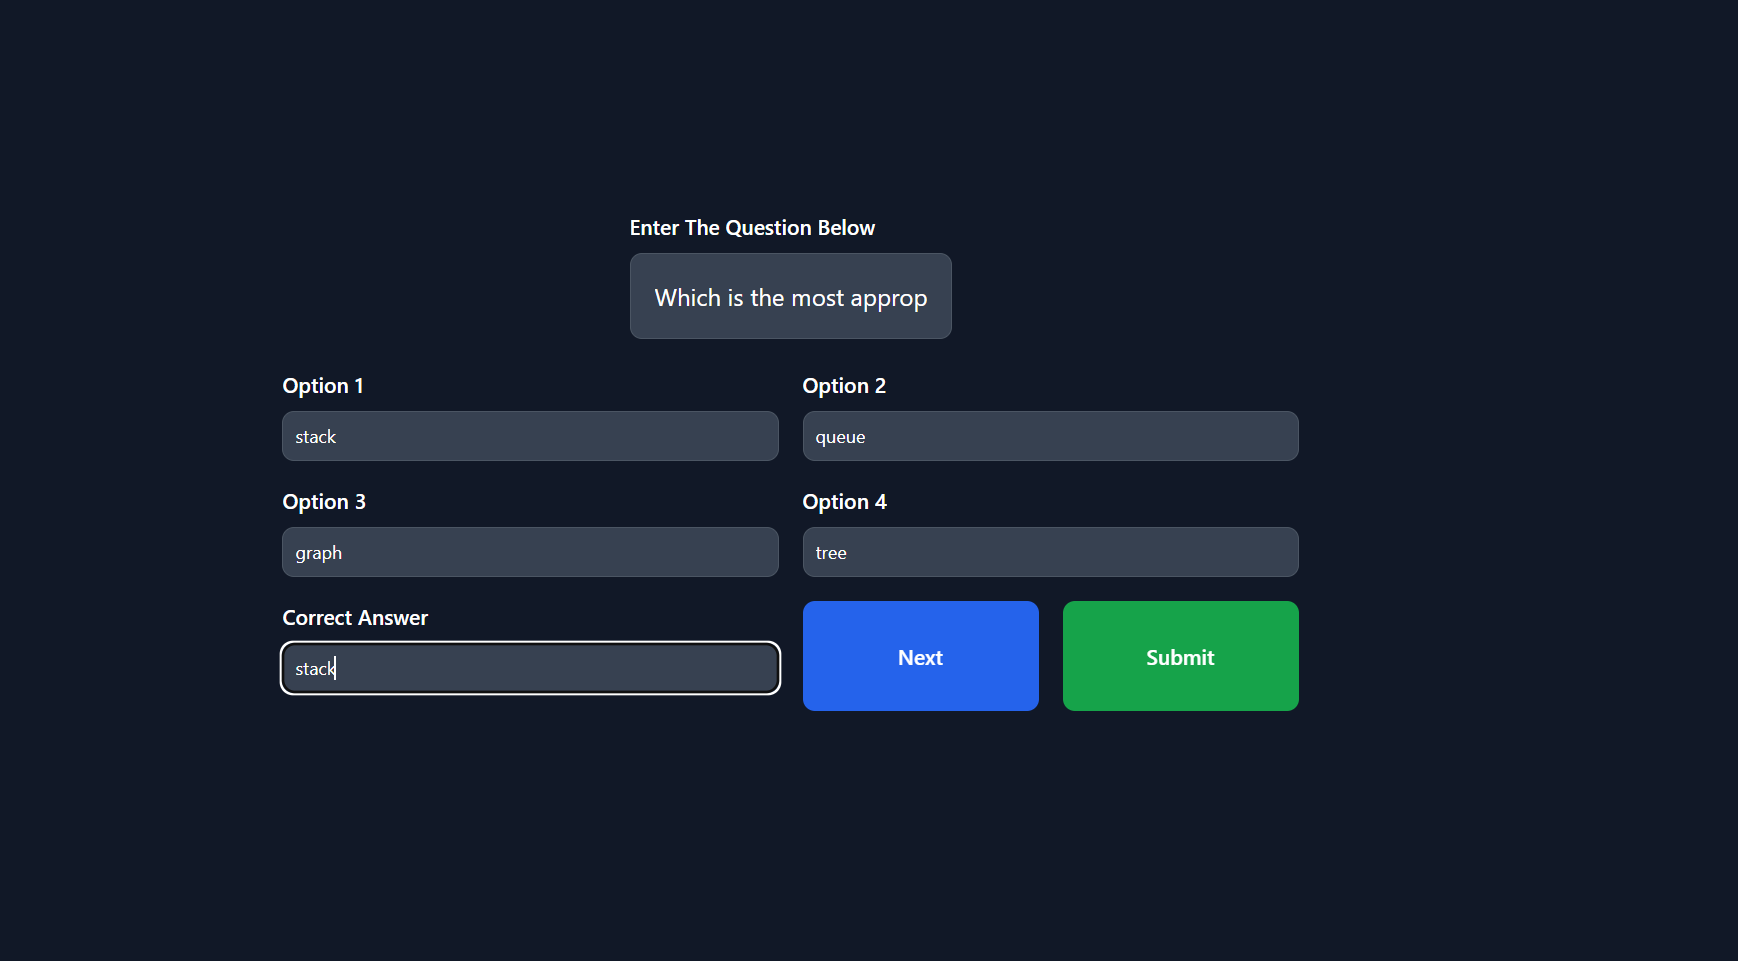 Enter The Question Below
Which is the most approp
Option 1
Option 2
stack
queue
Option 3
Option 4
graph
tree
Correct Answer
stack
Next
Submit